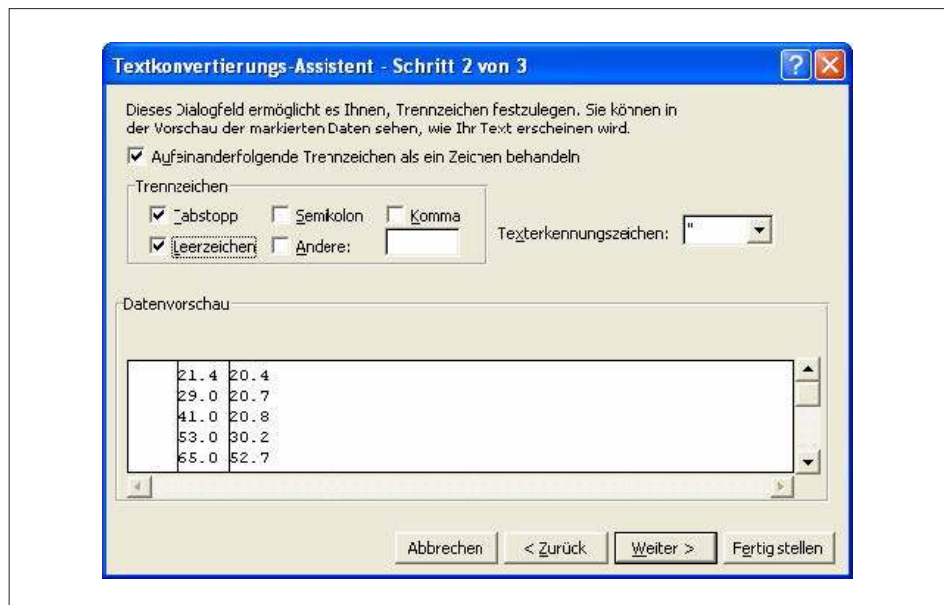 Textkonvertierungs-Assistent - Schritt 2 von 3
Dieses Dialogfeld ermöglicht es Ihnen, Trennzeichen festzulegen. Sie können in
der Vorschau der markierten Daten sehen, wie Ihr Text erscheinen wird.
Aufeinanderfolgende Trennzeichen als ein Zeichen behandeln
Trennzeichen
Tabstopp Semikolon Komma
Leerzeichen Andere:
Texterkennungszeichen: "
Datenvorschau
21.4 20.4
29.0 20.7
41.0 20.8
53.0 30.2
65.0 52.7
Abbrechen < Zurück Weiter > Fertig stellen